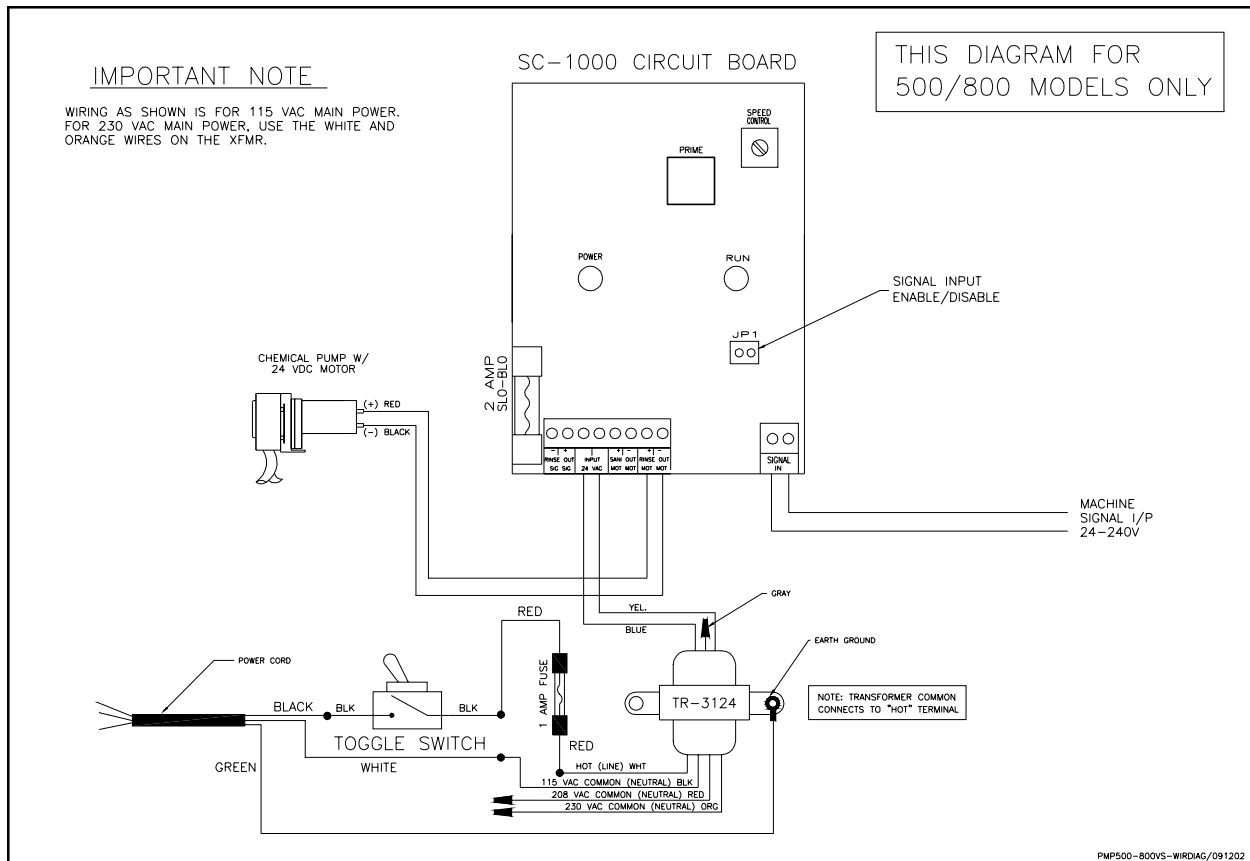 IMPORTANT NOTE
WIRING AS SHOWN IS FOR 115 VAC MAIN POWER.
FOR 230 VAC MAIN POWER, USE THE WHITE AND
ORANGE WIRES ON THE XFMR.
SC-1000 CIRCUIT BOARD
THIS DIAGRAM FOR
500/800 MODELS ONLY
SPEED
CONTROL
PRIME
POWER
RUN
SIGNAL INPUT
ENABLE/DISABLE
JP1
CHEMICAL PUMP W/
24 VDC MOTOR
(+) RED
(-) BLACK
2 AMP
SLO-BLO
- +
RINSE OUT
SIG SIG
INPUT
24 VAC
+ -
SANI OUT
MOT MOT
+ -
RINSE OUT
MOT MOT
SIGNAL
IN
MACHINE
SIGNAL I/P
24-240V
YEL.
BLUE
GRAY
RED
EARTH GROUND
POWER CORD
BLACK
BLK
BLK
1 AMP FUSE
TR-3124
NOTE: TRANSFORMER COMMON
CONNECTS TO "HOT" TERMINAL
TOGGLE SWITCH
RED
GREEN
WHITE
HOT (LINE) WHT
115 VAC COMMON (NEUTRAL) BLK
208 VAC COMMON (NEUTRAL) RED
230 VAC COMMON (NEUTRAL) ORG
PMP500-800VS-WIRDIAG/091202